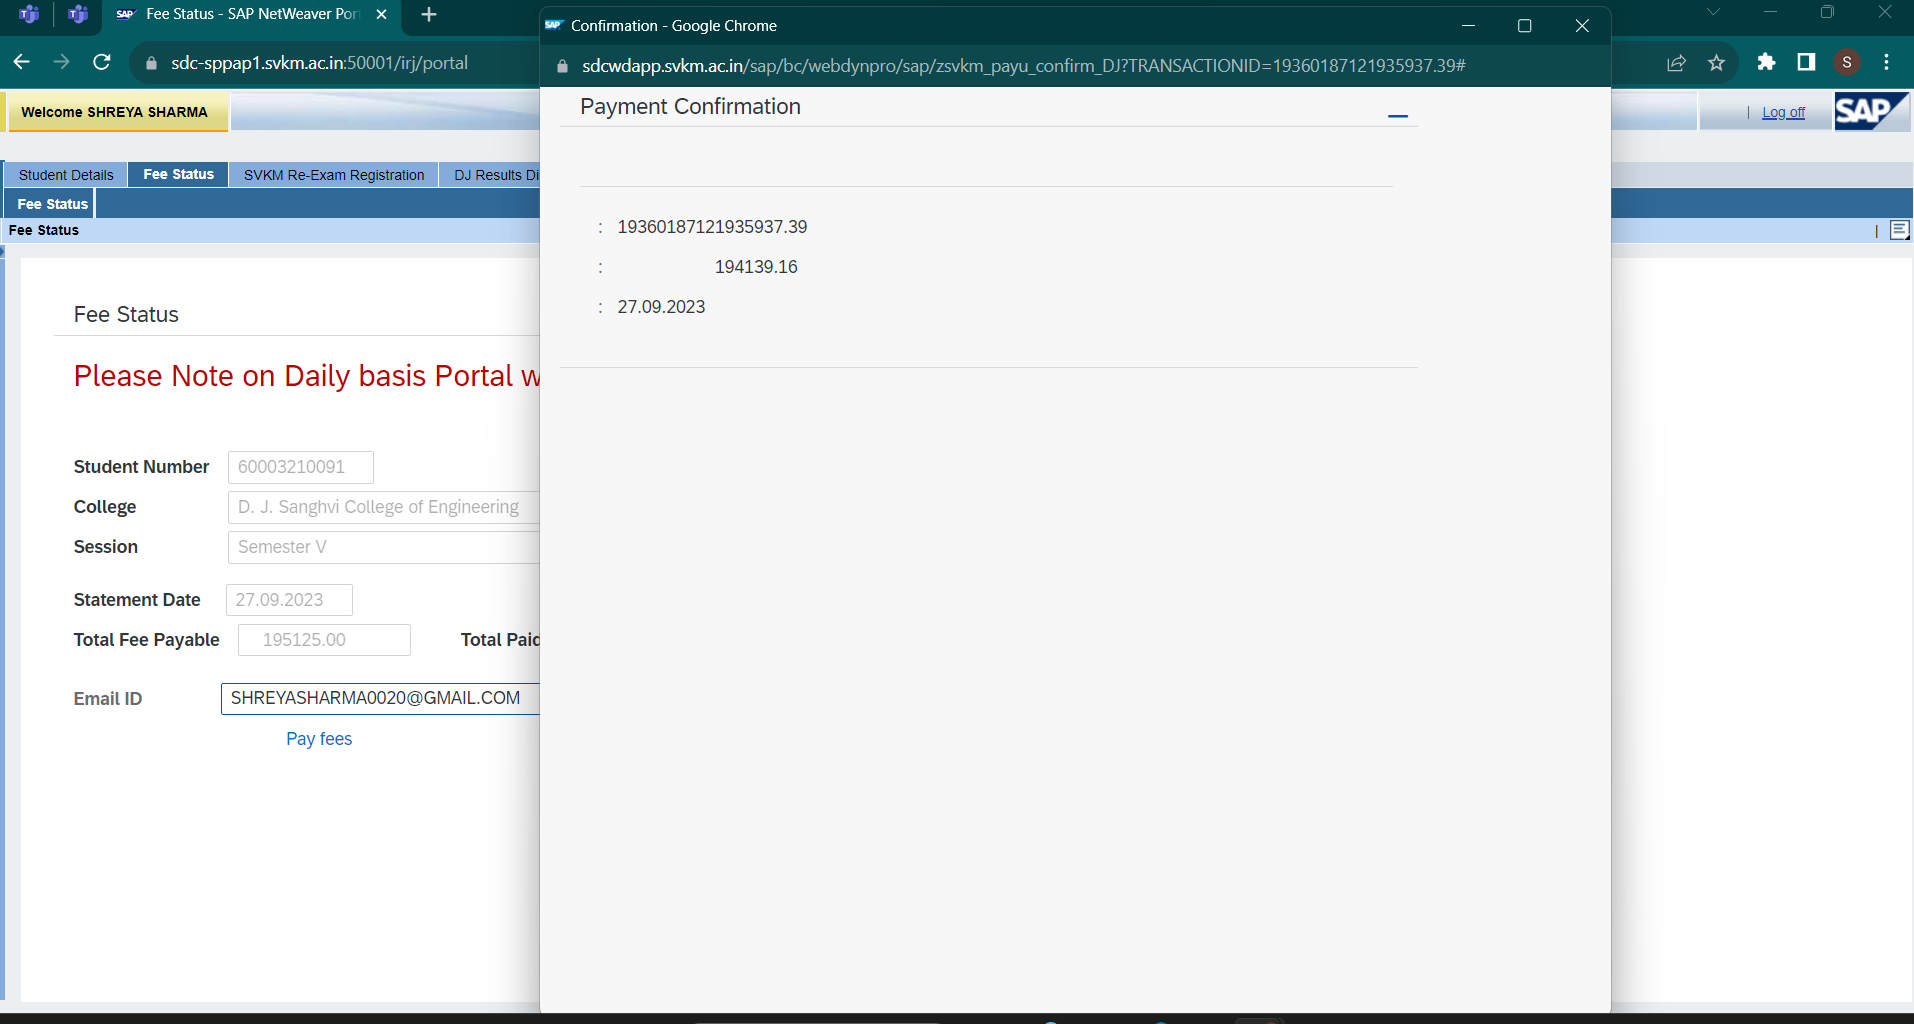 Fee Status - SAP NetWeaver Por
Confirmation - Google Chrome
sdc-sppap1.svkm.ac.in:50001/irj/portal
sdcwdapp.svkm.ac.in/sap/bc/webdynpro/sap/zsvkm_payu_confirm_DJ?TRANSACTIONID=19360187121935937.39#
S
Welcome SHREYA SHARMA
Log off
SAP
Student Details
Fee Status
SVKM Re-Exam Registration
DJ Results Di
Fee Status
Fee Status
Payment Confirmation
: 19360187121935937.39
: 194139.16
: 27.09.2023
Fee Status
Please Note on Daily basis Portal w
Student Number 60003210091
College D. J. Sanghvi College of Engineering
Session Semester V
Statement Date 27.09.2023
Total Fee Payable 195125.00 Total Paid
Email ID SHREYASHARMA0020@GMAIL.COM
Pay fees